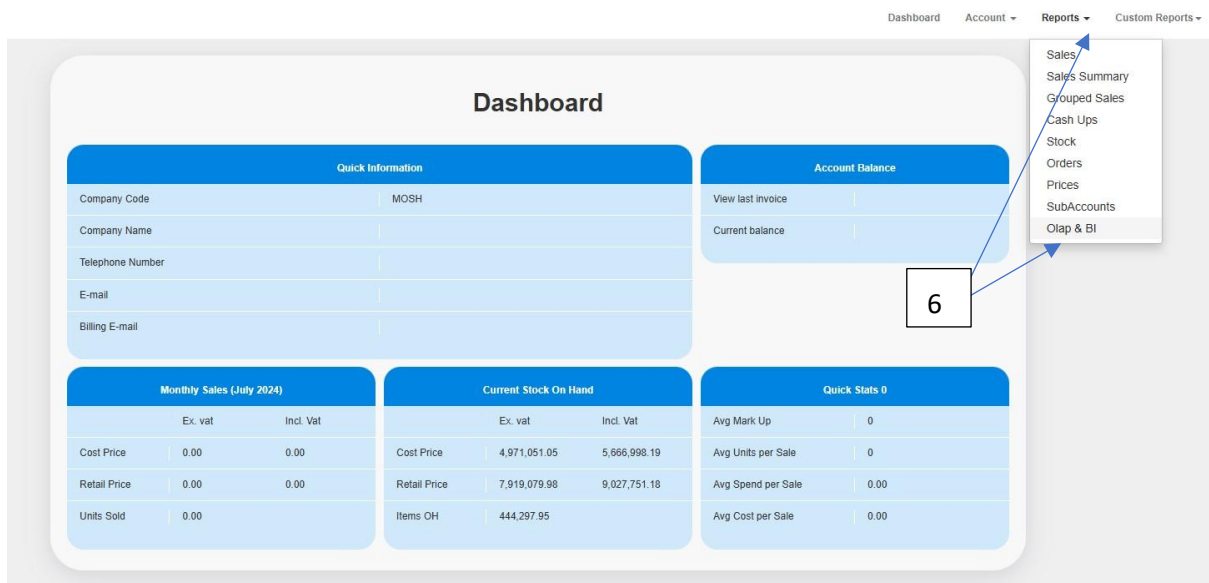 Dashboard Account Reports Custom Reports
Sales
Sales Summary
Grouped Sales
Cash Ups
Stock
Orders
Prices
SubAccounts
Olap & BI
Dashboard
Quick Information
Company Code MOSH
Company Name
Telephone Number
E-mail
Billing E-mail
Account Balance
View last invoice
Current balance
6
Monthly Sales (July 2024)
Ex. vat Incl. Vat
Cost Price 0.00 0.00
Retail Price 0.00 0.00
Units Sold 0.00
Current Stock On Hand
Ex. vat Incl. Vat
Cost Price 4,971,051.05 5,666,998.19
Retail Price 7,919,079.98 9,027,751.18
Items OH 444,297.95
Quick Stats 0
Avg Mark Up 0
Avg Units per Sale 0
Avg Spend per Sale 0.00
Avg Cost per Sale 0.00